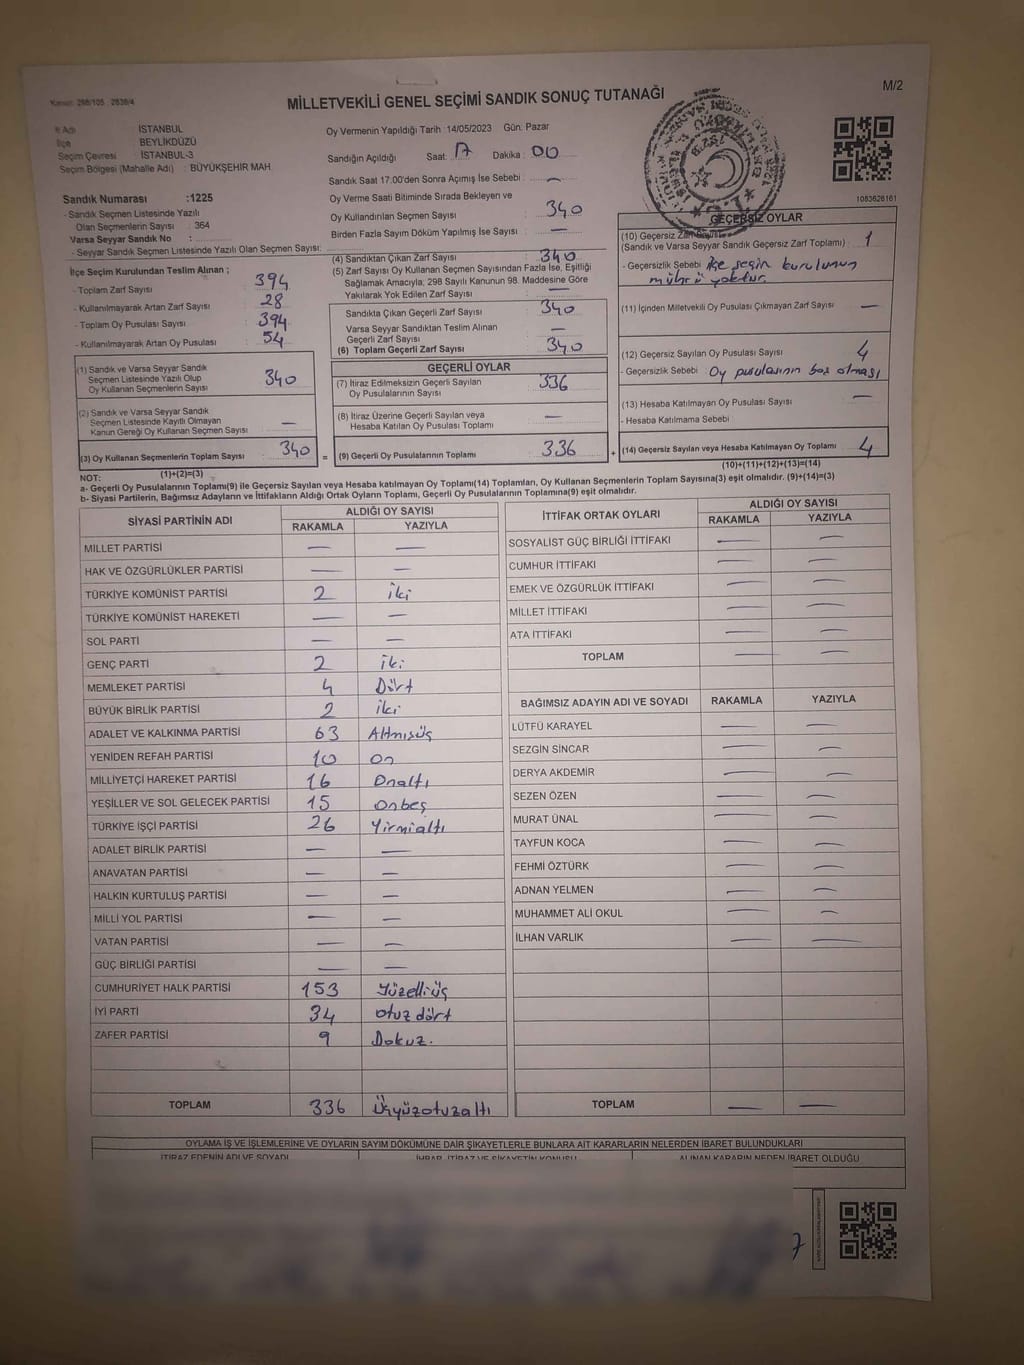 M/2
Kanun: 298/105 , 2839/4
MİLLETVEKİLİ GENEL SEÇİMİ SANDIK SONUÇ TUTANAĞI
İl Adı : İSTANBUL
İlçe : BEYLİKDÜZÜ
Seçim Çevresi : İSTANBUL-3
Seçim Bölgesi (Mahalle Adı) : BÜYÜKŞEHİR MAH
Oy Vermenin Yapıldığı Tarih :14/05/2023 Gün: Pazar
Sandığın Açıldığı Saat: 17 Dakika : 00
Sandık Saat 17.00'den Sonra Açılmış İse Sebebi : —
Oy Verme Saati Bitiminde Sırada Bekleyen ve
Oy Kullandırılan Seçmen Sayısı : 340
Birden Fazla Sayım Döküm Yapılmış İse Sayısı : —
1083626161
Sandık Numarası :1225
- Sandık Seçmen Listesinde Yazılı
Olan Seçmenlerin Sayısı : 364
Varsa Seyyar Sandık No :
- Seyyar Sandık Seçmen Listesinde Yazılı Olan Seçmen Sayısı:
İlçe Seçim Kurulundan Teslim Alınan ;
- Toplam Zarf Sayısı : 394
- Kullanılmayarak Artan Zarf Sayısı : 28
- Toplam Oy Pusulası Sayısı : 394
- Kullanılmayarak Artan Oy Pusulası : 54
(1) Sandık ve Varsa Seyyar Sandık
Seçmen Listesinde Yazılı Olup
Oy Kullanan Seçmenlerin Sayısı : 340
(2) Sandık ve Varsa Seyyar Sandık
Seçmen Listesinde Kayıtlı Olmayan
Kanun Gereği Oy Kullanan Seçmen Sayısı : —
(3) Oy Kullanan Seçmenlerin Toplam Sayısı : 340
(1)+(2)=(3)
(4) Sandıktan Çıkan Zarf Sayısı : 340
(5) Zarf Sayısı Oy Kullanan Seçmen Sayısından Fazla İse, Eşitliği
Sağlamak Amacıyla, 298 Sayılı Kanunun 98. Maddesine Göre
Yakılarak Yok Edilen Zarf Sayısı : —
Sandıkta Çıkan Geçerli Zarf Sayısı : 340
Varsa Seyyar Sandıktan Teslim Alınan
Geçerli Zarf Sayısı : —
(6) Toplam Geçerli Zarf Sayısı : 340
GEÇERLİ OYLAR
(7) İtiraz Edilmeksizin Geçerli Sayılan
Oy Pusulalarının Sayısı : 336
(8) İtiraz Üzerine Geçerli Sayılan veya
Hesaba Katılan Oy Pusulası Toplamı : —
= (9) Geçerli Oy Pusulalarının Toplamı : 336 +
GEÇERSİZ OYLAR
(10) Geçersiz Zarf Sayısı
(Sandık ve Varsa Seyyar Sandık Geçersiz Zarf Toplamı) : 1
- Geçersizlik Sebebi : ilçe seçin kurulunun
mührü yoktur.
(11) İçinden Milletvekili Oy Pusulası Çıkmayan Zarf Sayısı : —
(12) Geçersiz Sayılan Oy Pusulası Sayısı : 4
- Geçersizlik Sebebi : Oy pusulasının boş olması
(13) Hesaba Katılmayan Oy Pusulası Sayısı : —
- Hesaba Katılmama Sebebi :
(14) Geçersiz Sayılan veya Hesaba Katılmayan Oy Toplamı : 4
(10)+(11)+(12)+(13)=(14)
NOT:
a- Geçerli Oy Pusulalarının Toplamı(9) ile Geçersiz Sayılan veya Hesaba katılmayan Oy Toplamı(14) Toplamları, Oy Kullanan Seçmenlerin Toplam Sayısına(3) eşit olmalıdır. (9)+(14)=(3)
b- Siyasi Partilerin, Bağımsız Adayların ve İttifakların Aldığı Ortak Oyların Toplamı, Geçerli Oy Pusulalarının Toplamına(9) eşit olmalıdır.
SİYASİ PARTİNİN ADI ALDIĞI OY SAYISI
RAKAMLA YAZIYLA
MİLLET PARTİSİ — —
HAK VE ÖZGÜRLÜKLER PARTİSİ — —
TÜRKİYE KOMÜNİST PARTİSİ 2 iki
TÜRKİYE KOMÜNİST HAREKETİ — —
SOL PARTİ — —
GENÇ PARTİ 2 iki
MEMLEKET PARTİSİ 4 Dört
BÜYÜK BİRLİK PARTİSİ 2 iki
ADALET VE KALKINMA PARTİSİ 63 Altmışüç
YENİDEN REFAH PARTİSİ 10 On
MİLLİYETÇİ HAREKET PARTİSİ 16 Onaltı
YEŞİLLER VE SOL GELECEK PARTİSİ 15 Onbeş
TÜRKİYE İŞÇİ PARTİSİ 26 Yirmialtı
ADALET BİRLİK PARTİSİ — —
ANAVATAN PARTİSİ — —
HALKIN KURTULUŞ PARTİSİ — —
MİLLİ YOL PARTİSİ — —
VATAN PARTİSİ — —
GÜÇ BİRLİĞİ PARTİSİ — —
CUMHURİYET HALK PARTİSİ 153 Yüzelliüç
İYİ PARTİ 34 otuz dört
ZAFER PARTİSİ 9 Dokuz.
TOPLAM 336 Üçyüzotuzaltı
İTTİFAK ORTAK OYLARI ALDIĞI OY SAYISI
RAKAMLA YAZIYLA
SOSYALİST GÜÇ BİRLİĞİ İTTİFAKI — —
CUMHUR İTTİFAKI — —
EMEK VE ÖZGÜRLÜK İTTİFAKI — —
MİLLET İTTİFAKI — —
ATA İTTİFAKI — —
TOPLAM — —
BAĞIMSIZ ADAYIN ADI VE SOYADI RAKAMLA YAZIYLA
LÜTFÜ KARAYEL — —
SEZGİN SİNCAR — —
DERYA AKDEMİR — —
SEZEN ÖZEN — —
MURAT ÜNAL — —
TAYFUN KOCA — —
FEHMİ ÖZTÜRK — —
ADNAN YELMEN — —
MUHAMMET ALİ OKUL — —
İLHAN VARLIK — —
TOPLAM — —
OYLAMA İŞ VE İŞLEMLERİNE VE OYLARIN SAYIM DÖKÜMÜNE DAİR ŞİKAYETLERLE BUNLARA AİT KARARLARIN NELERDEN İBARET BULUNDUKLARI
İTİRAZ EDENİN ADI VE SOYADI İHBAR, İTİRAZ VE ŞİKAYETİN KONUSU ALINAN KARARIN NEDEN İBARET OLDUĞU